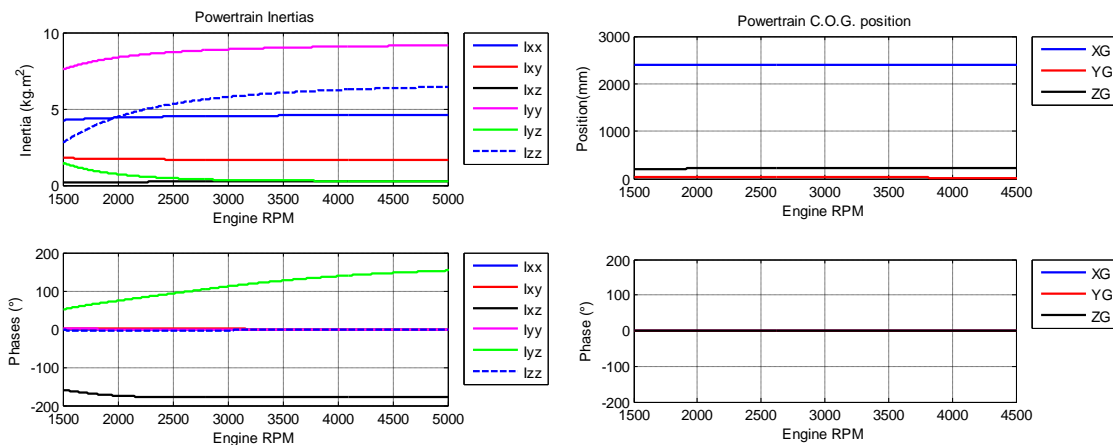 Powertrain Inertias
10
5
0
Inertia (kg.m²)
1500 2000 2500 3000 3500 4000 4500 5000
Engine RPM
Ixx
Ixy
Ixz
Iyy
Iyz
Izz
Powertrain C.O.G. position
3000
2000
1000
0
Position(mm)
1500 2000 2500 3000 3500 4000 4500
Engine RPM
XG
YG
ZG
200
100
0
-100
-200
Phases (°)
1500 2000 2500 3000 3500 4000 4500 5000
Engine RPM
Ixx
Ixy
Ixz
Iyy
Iyz
Izz
200
100
0
-100
-200
Phase (°)
1500 2000 2500 3000 3500 4000 4500
Engine RPM
XG
YG
ZG